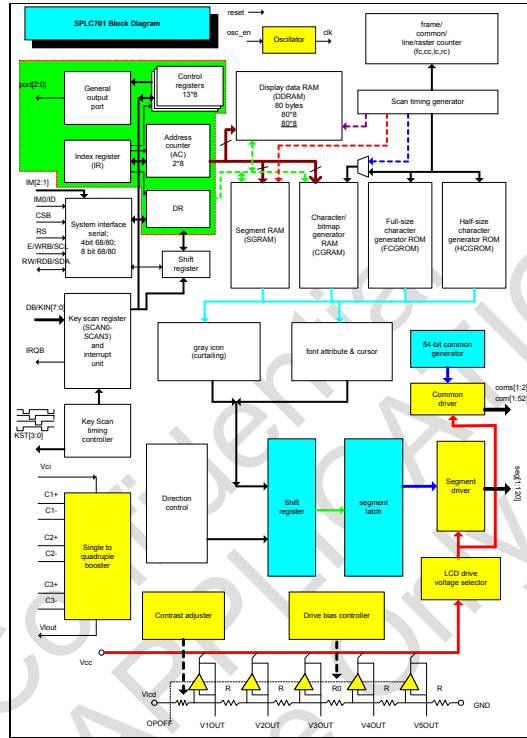 SPLC701 Block Diagram
reset
osc_en
Oscillator
clk
frame/
common/
line/raster counter
(fc,cc,lc,rc)
port[2:0]
General
output
port
Control
registers
13*8
Display data RAM
(DDRAM)
80 bytes
80*8
80*8
Scan timing generator
Index register
(IR)
Address
counter
(AC)
2*8
DR
IM[2:1]
IM0/ID
CSB
RS
E/WRB/SCL
RW/RDB/SDA
System interface
serial;
4bit 68/80;
8 bit 68/80
Shift
register
Segment RAM
(SGRAM)
Character/
bitmap
generator
RAM
(CGRAM)
Full-size
character
generator ROM
(FCGROM)
Half-size
character
generator ROM
(HCGROM)
DB/KIN[7:0]
IRQB
Key scan register
(SCAN0-
SCAN3)
and
interrupt
unit
gray icon
(curtailing)
font attribute & cursor
54-bit common
generator
Common
driver
coms[1:2]
com[1:52]
KST[3:0]
Key Scan
timing
controller
Direction
control
Shift
register
segment
latch
Segment
driver
seg[1:120]
Vci
C1+
C1-
C2+
C2-
C3+
C3-
Vlout
Single to
quadruple
booster
LCD drive
voltage selector
Contrast adjuster
Drive bias controller
Vcc
Vlcd
OPOFF
R
R
R0
R
R
GND
V1OUT
V2OUT
V3OUT
V4OUT
V5OUT